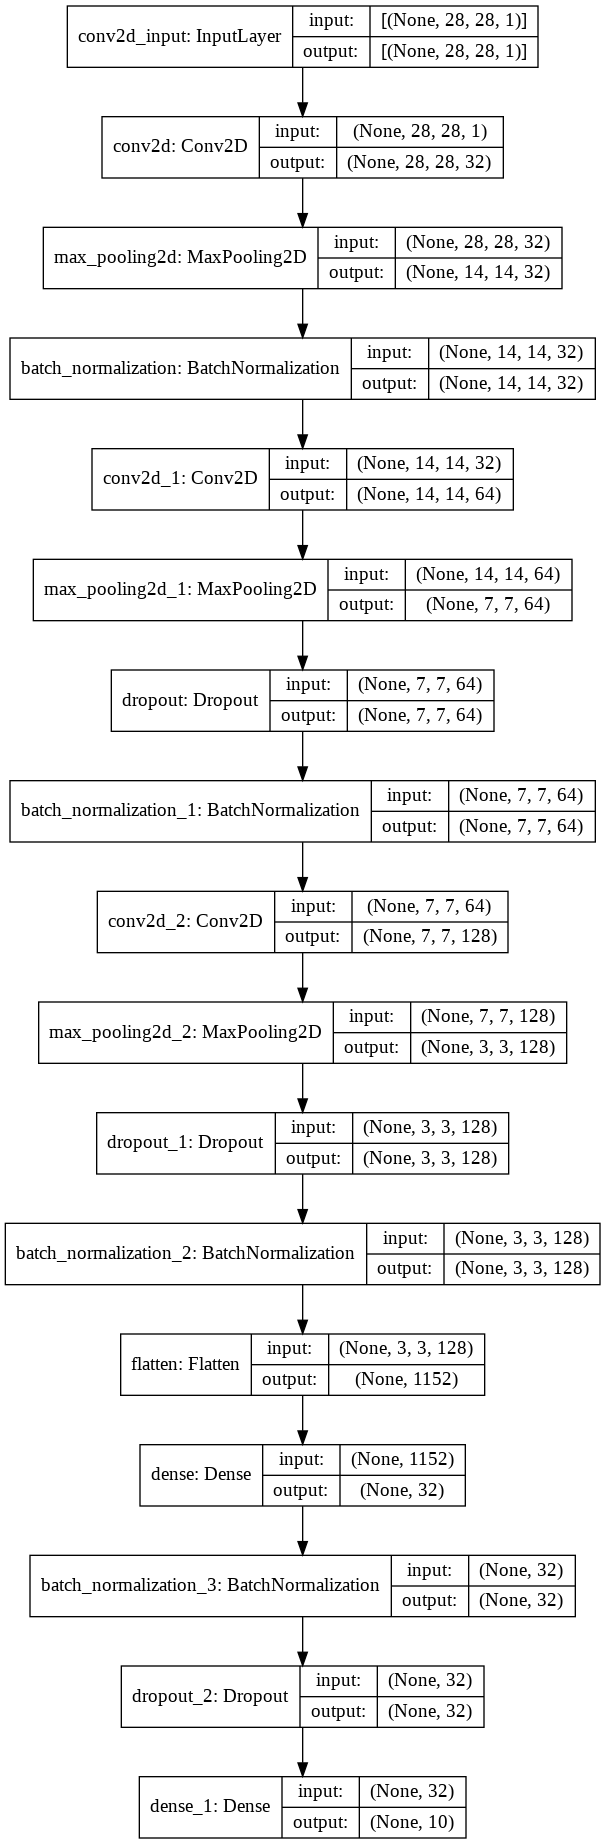 conv2d_input: InputLayer input: [(None, 28, 28, 1)]
output: [(None, 28, 28, 1)]
conv2d: Conv2D input: (None, 28, 28, 1)
output: (None, 28, 28, 32)
max_pooling2d: MaxPooling2D input: (None, 28, 28, 32)
output: (None, 14, 14, 32)
batch_normalization: BatchNormalization input: (None, 14, 14, 32)
output: (None, 14, 14, 32)
conv2d_1: Conv2D input: (None, 14, 14, 32)
output: (None, 14, 14, 64)
max_pooling2d_1: MaxPooling2D input: (None, 14, 14, 64)
output: (None, 7, 7, 64)
dropout: Dropout input: (None, 7, 7, 64)
output: (None, 7, 7, 64)
batch_normalization_1: BatchNormalization input: (None, 7, 7, 64)
output: (None, 7, 7, 64)
conv2d_2: Conv2D input: (None, 7, 7, 64)
output: (None, 7, 7, 128)
max_pooling2d_2: MaxPooling2D input: (None, 7, 7, 128)
output: (None, 3, 3, 128)
dropout_1: Dropout input: (None, 3, 3, 128)
output: (None, 3, 3, 128)
batch_normalization_2: BatchNormalization input: (None, 3, 3, 128)
output: (None, 3, 3, 128)
flatten: Flatten input: (None, 3, 3, 128)
output: (None, 1152)
dense: Dense input: (None, 1152)
output: (None, 32)
batch_normalization_3: BatchNormalization input: (None, 32)
output: (None, 32)
dropout_2: Dropout input: (None, 32)
output: (None, 32)
dense_1: Dense input: (None, 32)
output: (None, 10)